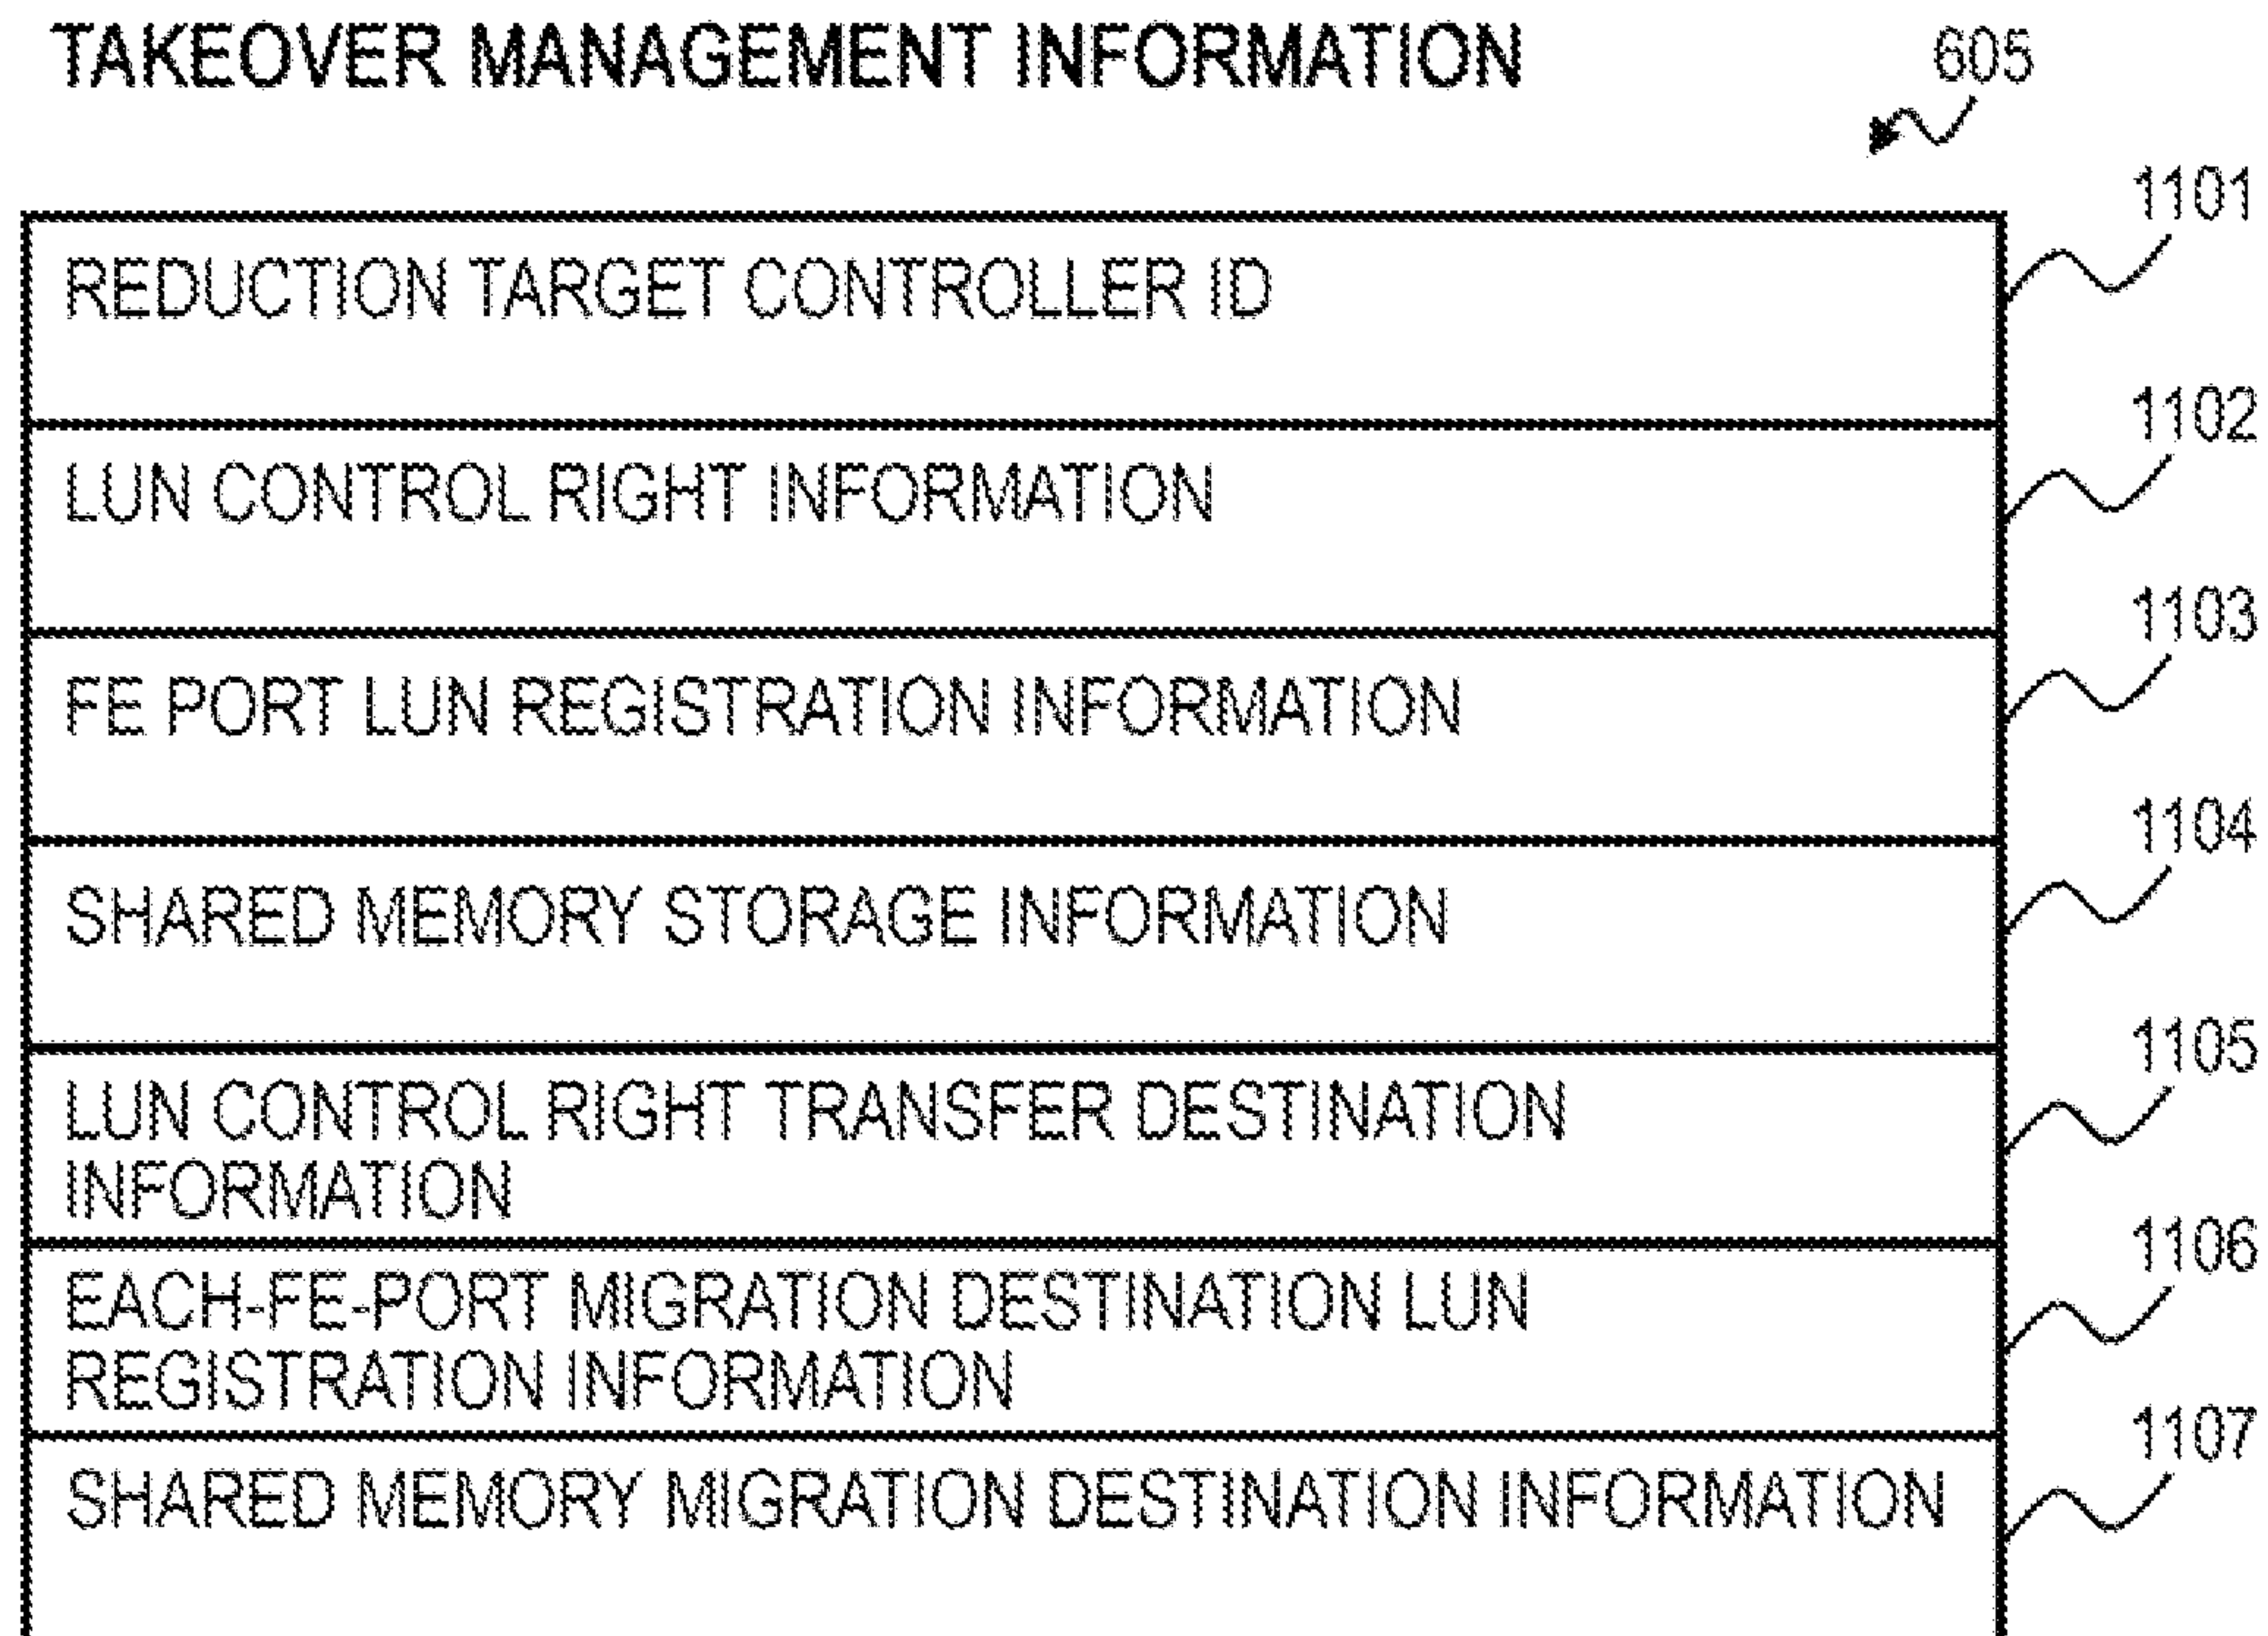 TAKEOVER MANAGEMENT INFORMATION
605
1101
REDUCTION TARGET CONTROLLER ID
1102
LUN CONTROL RIGHT INFORMATION
1103
FE PORT LUN REGISTRATION INFORMATION
1104
SHARED MEMORY STORAGE INFORMATION
1105
LUN CONTROL RIGHT TRANSFER DESTINATION
INFORMATION
1106
EACH-FE-PORT MIGRATION DESTINATION LUN
REGISTRATION INFORMATION
1107
SHARED MEMORY MIGRATION DESTINATION INFORMATION